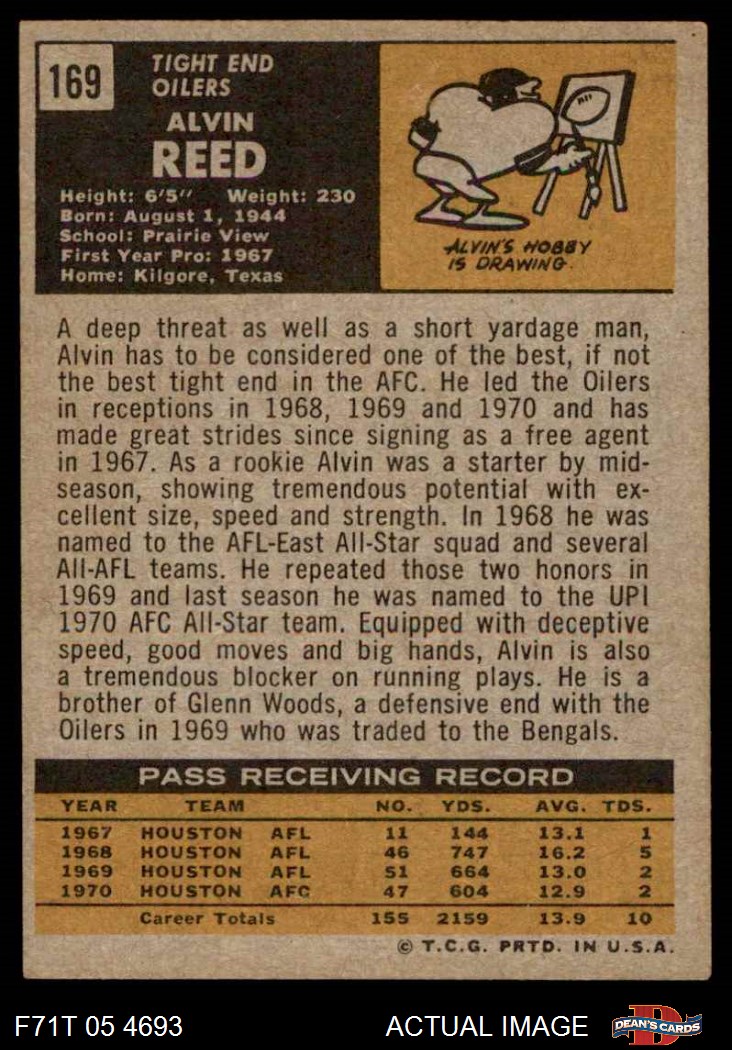 169
TIGHT END
OILERS
ALVIN
REED
Height: 6'5" Weight: 230
Born: August 1, 1944
School: Prairie View
First Year Pro: 1967
Home: Kilgore, Texas
ALVIN'S HOBBY
IS DRAWING.
A deep threat as well as a short yardage man,
Alvin has to be considered one of the best, if not
the best tight end in the AFC. He led the Oilers
in receptions in 1968, 1969 and 1970 and has
made great strides since signing as a free agent
in 1967. As a rookie Alvin was a starter by mid-
season, showing tremendous potential with ex-
cellent size, speed and strength. In 1968 he was
named to the AFL-East All-Star squad and several
All-AFL teams. He repeated those two honors in
1969 and last season he was named to the UPI
1970 AFC All-Star team. Equipped with deceptive
speed, good moves and big hands, Alvin is also
a tremendous blocker on running plays. He is a
brother of Glenn Woods, a defensive end with the
Oilers in 1969 who was traded to the Bengals.
PASS RECEIVING RECORD
YEAR TEAM NO. YDS. AVG. TDS.
1967 HOUSTON AFL 11 144 13.1 1
1968 HOUSTON AFL 46 747 16.2 5
1969 HOUSTON AFL 51 664 13.0 2
1970 HOUSTON AFC 47 604 12.9 2
Career Totals 155 2159 13.9 10
© T.C.G. PRTD. IN U.S.A.
F71T 05 4693 ACTUAL IMAGE
D
DEAN'S CARDS